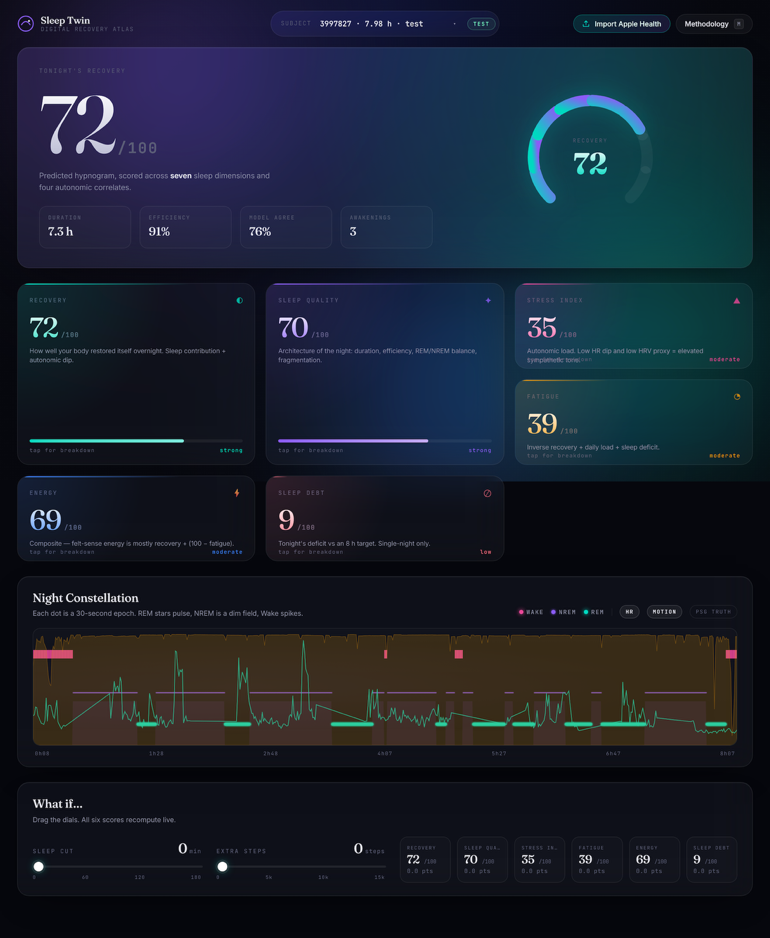 Sleep Twin
DIGITAL RECOVERY ATLAS
SUBJECT 3997827 · 7.98 h · test · TEST
Import Apple Health
Methodology M
TONIGHT'S RECOVERY
72/100
Predicted hypnogram, scored across seven sleep dimensions and
four autonomic correlates.
DURATION
7.3 h
EFFICIENCY
91%
MODEL AGREE
76%
AWAKENINGS
3
RECOVERY
72
RECOVERY
72/100
How well your body restored itself overnight. Sleep contribution +
autonomic dip.
tap for breakdown
strong
SLEEP QUALITY
70/100
Architecture of the night: duration, efficiency, REM/NREM balance,
fragmentation.
tap for breakdown
strong
STRESS INDEX
35/100
Autonomic load. Low HR dip and low HRV proxy = elevated
sympathetic tone.
tap for breakdown
moderate
FATIGUE
39/100
Inverse recovery + daily load + sleep deficit.
tap for breakdown
moderate
ENERGY
69/100
Composite — felt-sense energy is mostly recovery + (100 − fatigue).
tap for breakdown
moderate
SLEEP DEBT
9/100
Tonight's deficit vs an 8 h target. Single-night only.
tap for breakdown
low
Night Constellation
Each dot is a 30-second epoch. REM stars pulse, NREM is a dim field, Wake spikes.
WAKE NREM REM HR MOTION PSG TRUTH
0h00 1h20 2h40 4h07 5h27 6h47 8h07
What if...
Drag the dials. All six scores recompute live.
SLEEP CUT 0 min
0 60 120 180
EXTRA STEPS 0 steps
0 5k 10k 15k
RECOVERY
72 /100
0.0 pts
SLEEP QUA…
70 /100
0.0 pts
STRESS IN…
35 /100
0.0 pts
FATIGUE
39 /100
0.0 pts
ENERGY
69 /100
0.0 pts
SLEEP DEBT
9 /100
0.0 pts